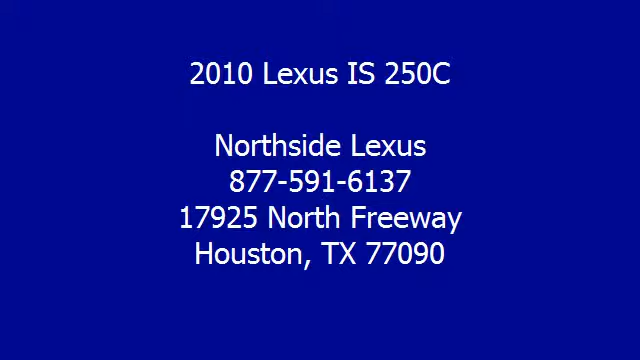 2010 Lexus IS 250C
Northside Lexus
877-591-6137
17925 North Freeway
Houston, TX 77090